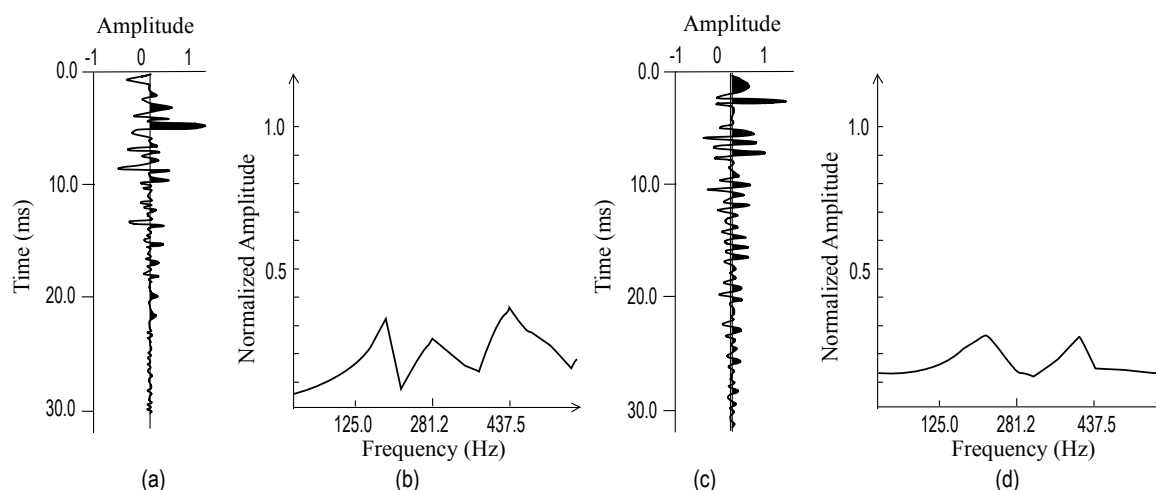 Amplitude
-1 0 1
0.0
10.0
20.0
30.0
Time (ms)
(a)
Normalized Amplitude
1.0
0.5
125.0 281.2 437.5
Frequency (Hz)
(b)
Amplitude
-1 0 1
0.0
10.0
20.0
30.0
Time (ms)
(c)
Normalized Amplitude
1.0
0.5
125.0 281.2 437.5
Frequency (Hz)
(d)